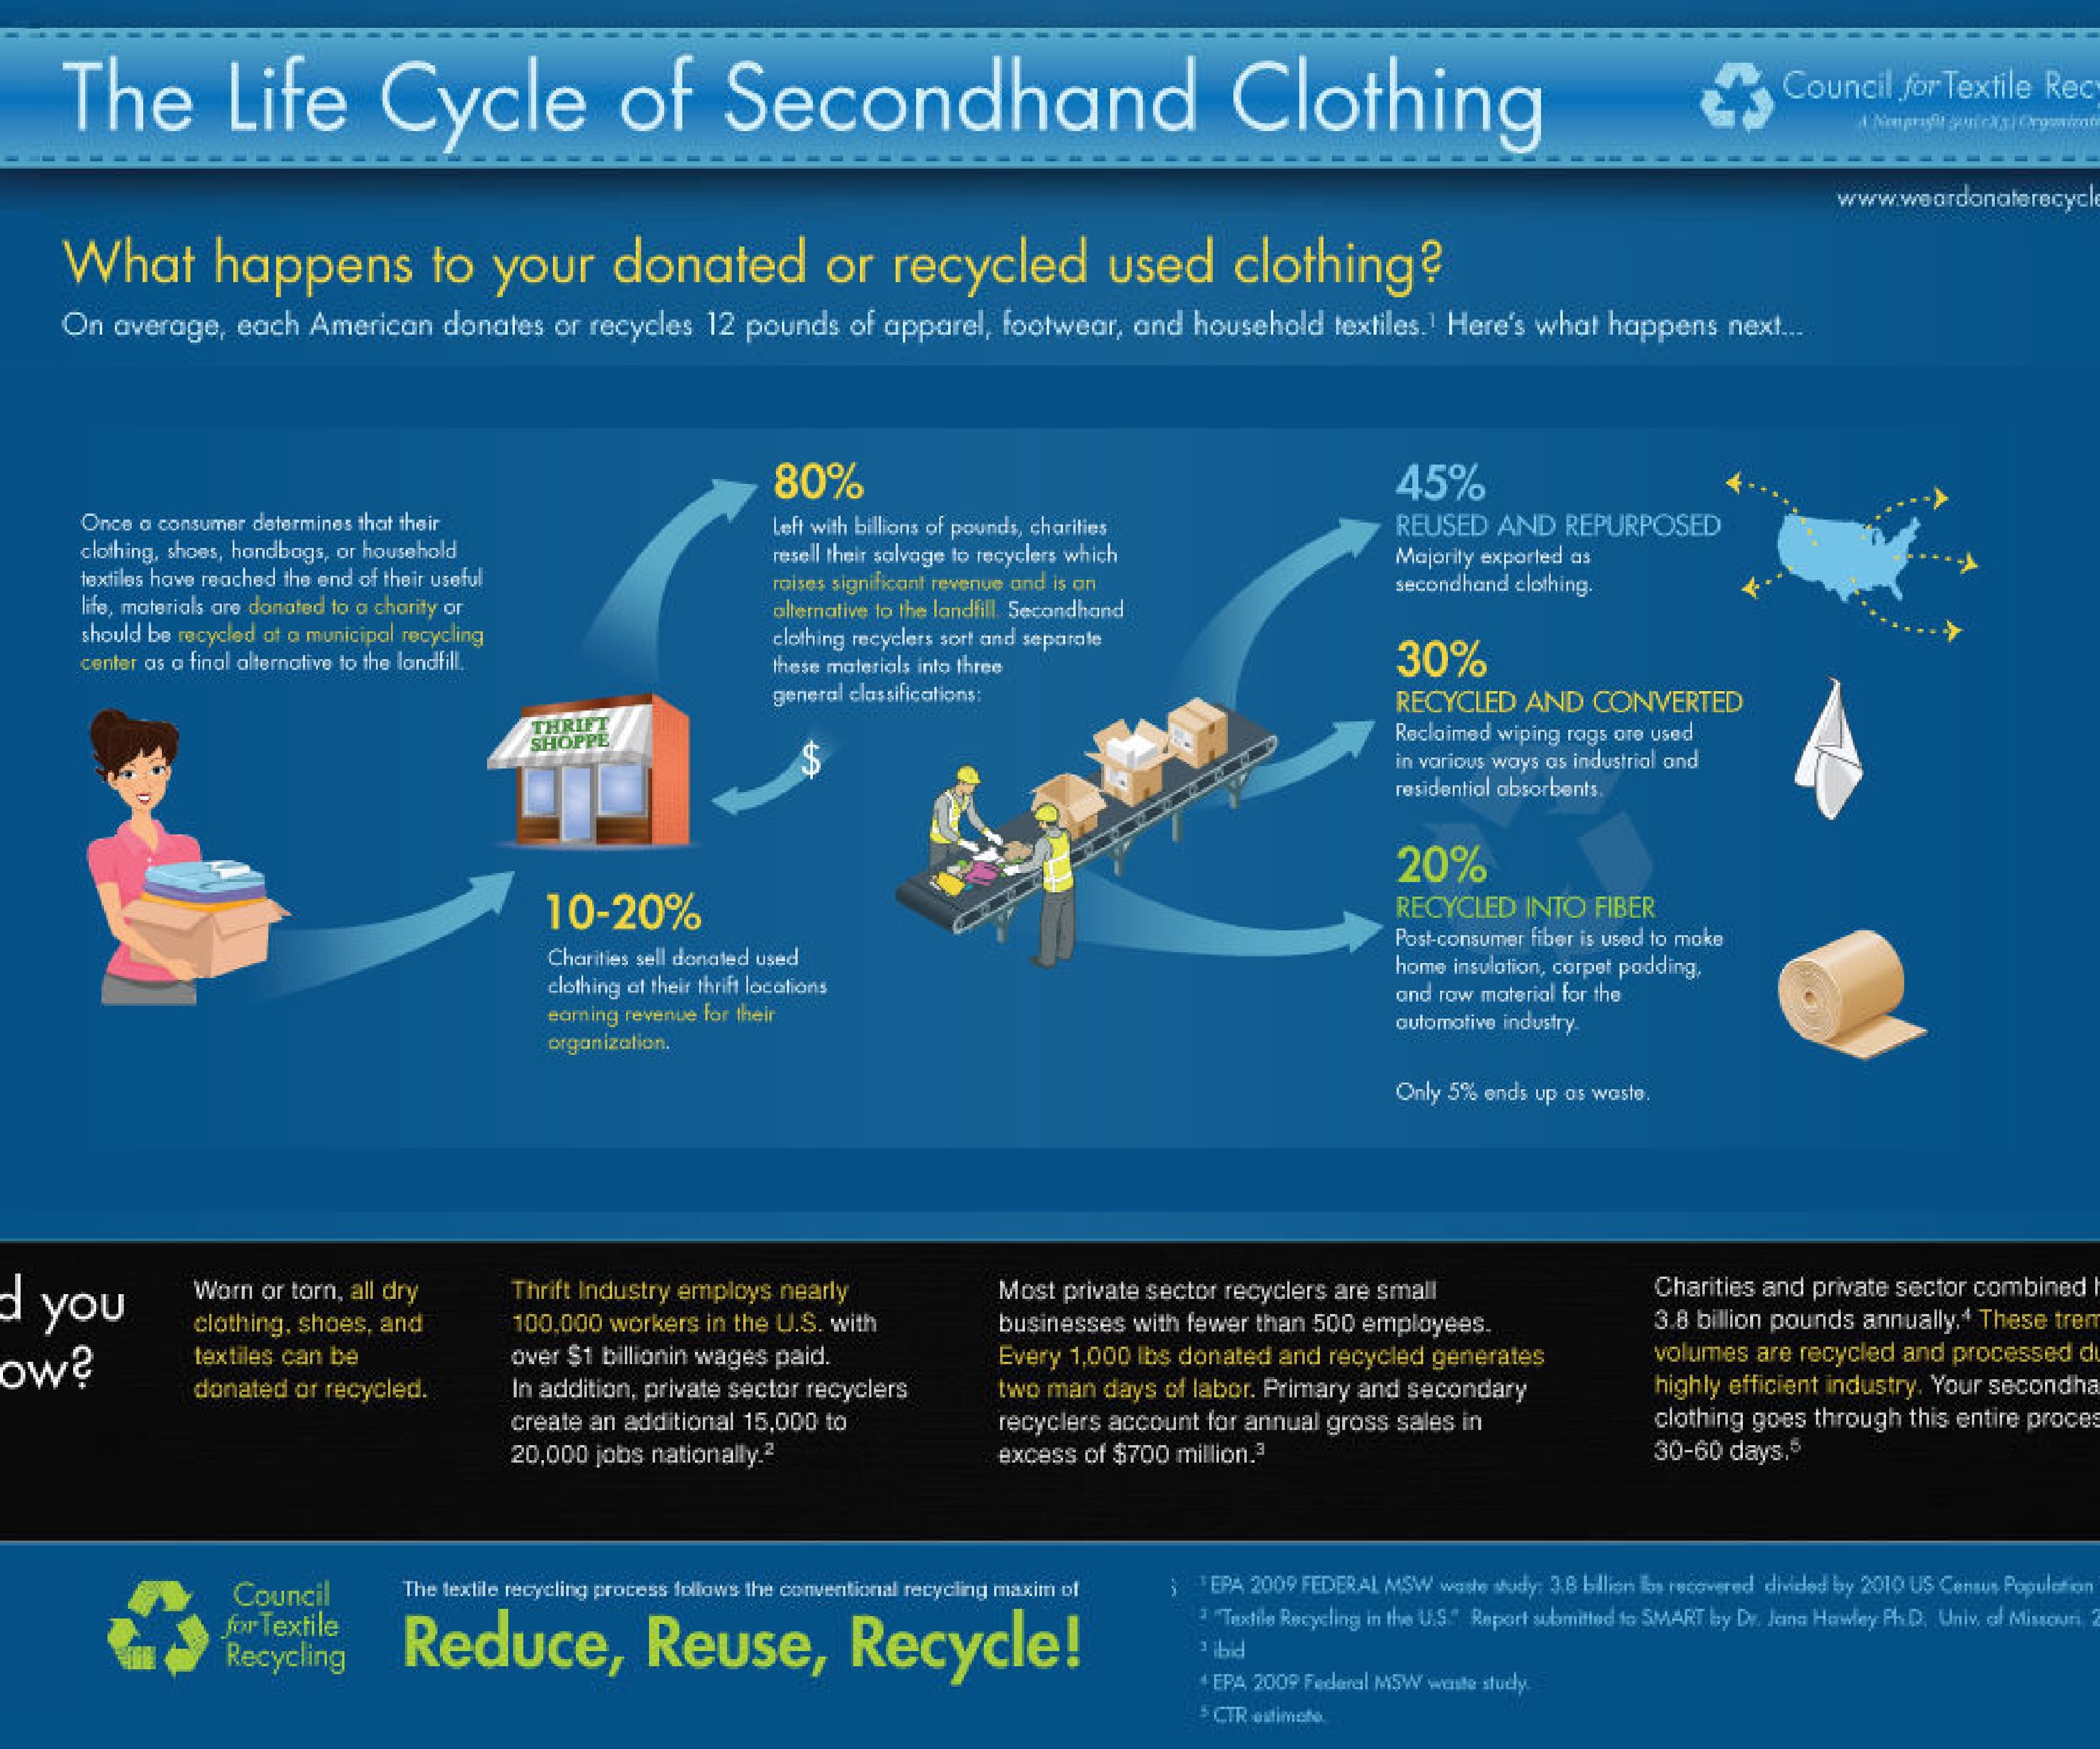 The Life Cycle of Secondhand Clothing
Council for Textile Recy
A Nonprofit 501(c)(3) Organizati
www.weardonaterecycle
What happens to your donated or recycled used clothing?
On average, each American donates or recycles 12 pounds of apparel, footwear, and household textiles.¹ Here's what happens next...
Once a consumer determines that their
clothing, shoes, handbags, or household
textiles have reached the end of their useful
life, materials are donated to a charity or
should be recycled at a municipal recycling
center as a final alternative to the landfill.
THRIFT
SHOPPE
10-20%
Charities sell donated used
clothing at their thrift locations
earning revenue for their
organization.
80%
Left with billions of pounds, charities
resell their salvage to recyclers which
raises significant revenue and is an
alternative to the landfill. Secondhand
clothing recyclers sort and separate
these materials into three
general classifications:
$
45%
REUSED AND REPURPOSED
Majority exported as
secondhand clothing.
30%
RECYCLED AND CONVERTED
Reclaimed wiping rags are used
in various ways as industrial and
residential absorbents.
20%
RECYCLED INTO FIBER
Post-consumer fiber is used to make
home insulation, carpet padding,
and raw material for the
automotive industry.
Only 5% ends up as waste.
d you
ow?
Worn or torn, all dry
clothing, shoes, and
textiles can be
donated or recycled.
Thrift Industry employs nearly
100,000 workers in the U.S. with
over $1 billionin wages paid.
In addition, private sector recyclers
create an additional 15,000 to
20,000 jobs nationally.²
Most private sector recyclers are small
businesses with fewer than 500 employees.
Every 1,000 lbs donated and recycled generates
two man days of labor. Primary and secondary
recyclers account for annual gross sales in
excess of $700 million.³
Charities and private sector combined h
3.8 billion pounds annually.⁴ These trem
volumes are recycled and processed du
highly efficient industry. Your secondha
clothing goes through this entire proces
30-60 days.⁵
Council
for Textile
Recycling
The textile recycling process follows the conventional recycling maxim of
Reduce, Reuse, Recycle!
¹ EPA 2009 FEDERAL MSW waste study; 3.8 billion lbs recovered divided by 2010 US Census Population
² "Textile Recycling in the U.S." Report submitted to SMART by Dr. Jana Hawley Ph.D. Univ. of Missouri. 2
³ ibid
⁴ EPA 2009 Federal MSW waste study.
⁵ CTR estimate.